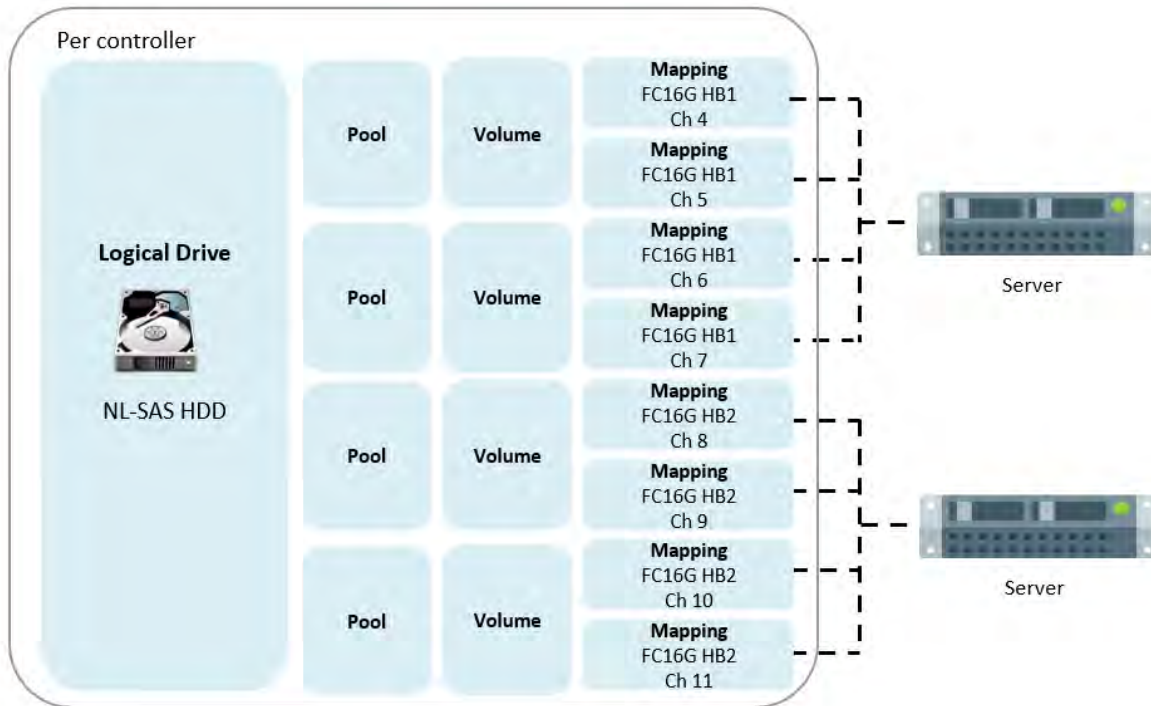 Per controller
Logical Drive
NL-SAS HDD
Pool
Volume
Mapping
FC16G HB1
Ch 4
Mapping
FC16G HB1
Ch 5
Pool
Volume
Mapping
FC16G HB1
Ch 6
Mapping
FC16G HB1
Ch 7
Pool
Volume
Mapping
FC16G HB2
Ch 8
Mapping
FC16G HB2
Ch 9
Pool
Volume
Mapping
FC16G HB2
Ch 10
Mapping
FC16G HB2
Ch 11
Server
Server